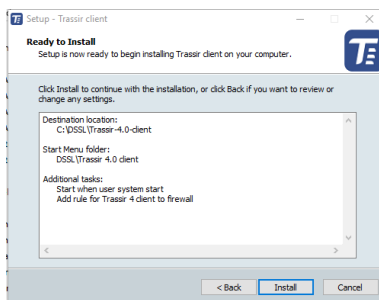 Setup - Trassir client
Ready to Install
Setup is now ready to begin installing Trassir client on your computer.
Click Install to continue with the installation, or click Back if you want to review or
change any settings.
Destination location:
C:\DSSL\Trassir-4.0-client
Start Menu folder:
DSSL\Trassir 4.0 client
Additional tasks:
Start when user system start
Add rule for Trassir 4 client to firewall
< Back
Install
Cancel